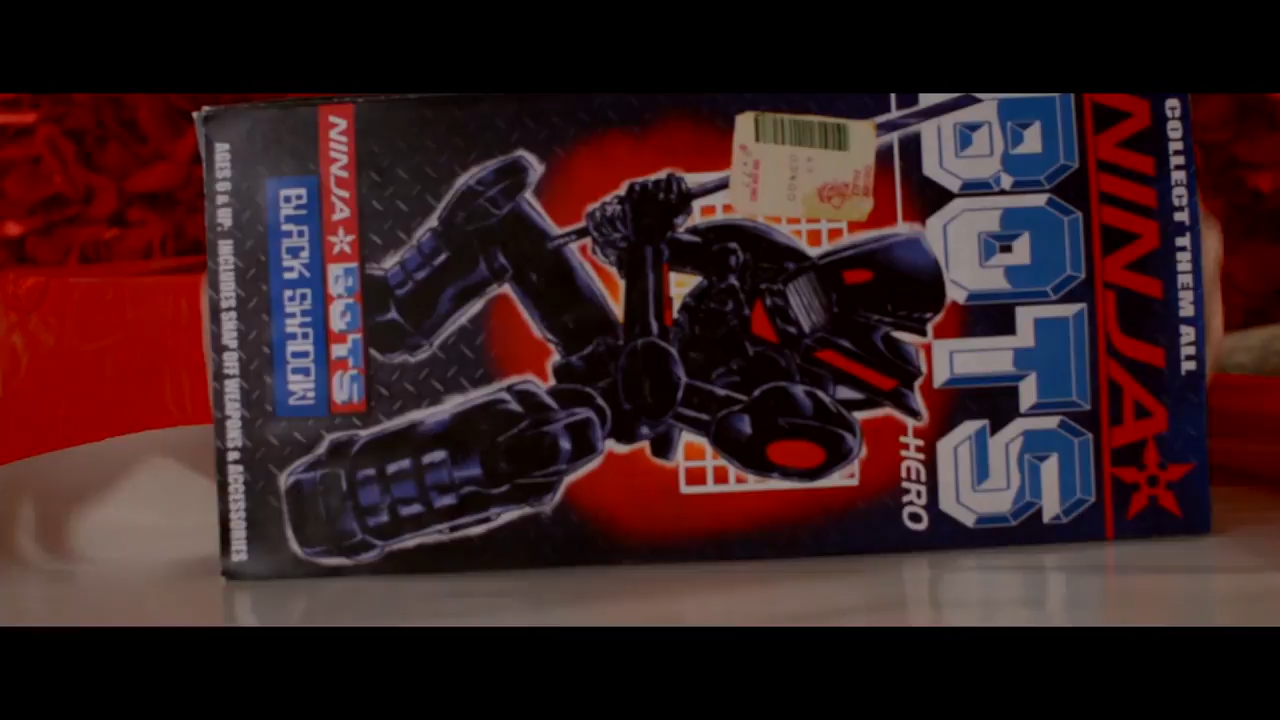 COLLECT THEM ALL
NINJA
BOTS
HERO
NINJA BOTS
BLACK SHADOW
AGES 6 & UP: INCLUDES SNAP OFF WEAPONS & ACCESSORIES